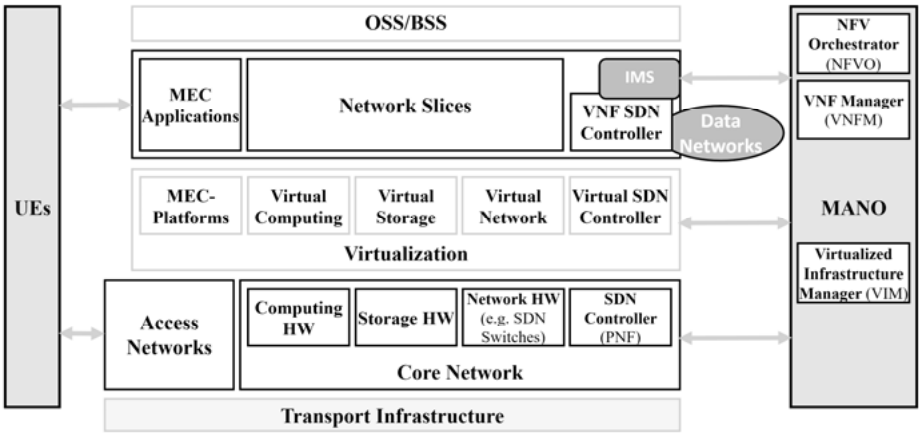 OSS/BSS
UEs
MEC
Applications
Network Slices
IMS
VNF SDN
Controller
Data
Networks
MEC-
Platforms
Virtual
Computing
Virtual
Storage
Virtual
Network
Virtual SDN
Controller
Virtualization
Access
Networks
Computing
HW
Storage HW
Network HW
(e.g. SDN
Switches)
SDN
Controller
(PNF)
Core Network
Transport Infrastructure
NFV
Orchestrator
(NFVO)
VNF Manager
(VNFM)
MANO
Virtualized
Infrastructure
Manager (VIM)